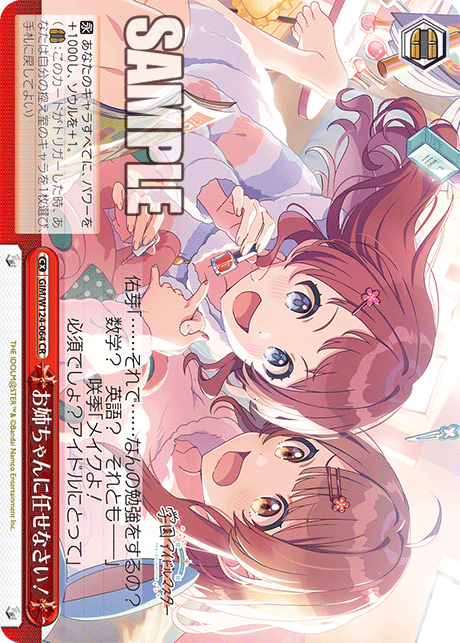 SAMPLE
永 あなたのキャラすべてに、パワーを
+1000し、ソウルを+1。
(:このカードがトリガーした時、あ
なたは自分の控え室のキャラを1枚選び、
手札に戻してよい)
佑芽「……それで……なんの勉強をするの?
数学? 英語? それとも――」
咲季「メイクよ!
必須でしょ?アイドルにとって」
学園アイドルマスター
CX
GIM/W124-064 CR
お姉ちゃんに任せなさい!
THE IDOLM@STER™& ©Bandai Namco Entertainment Inc.